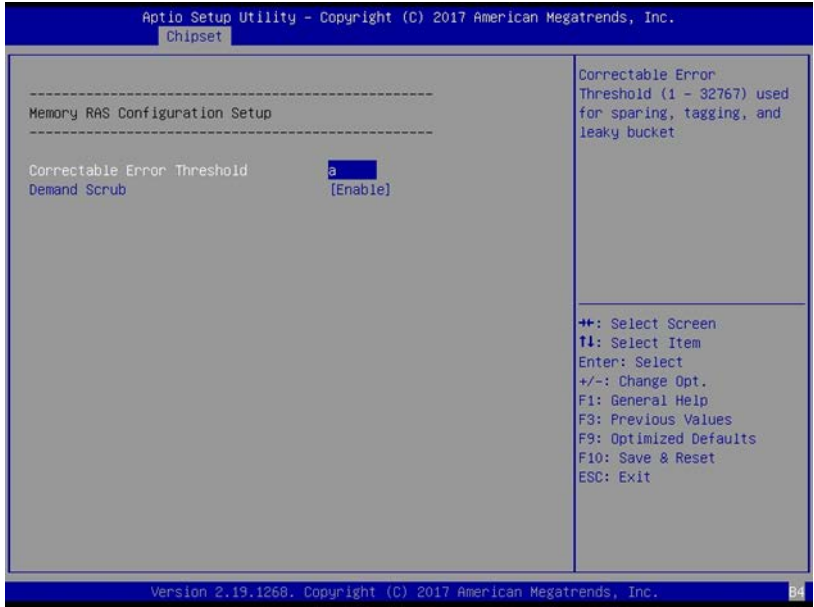 Aptio Setup Utility – Copyright (C) 2017 American Megatrends, Inc.
Chipset
--------------------------------------------------
Memory RAS Configuration Setup
--------------------------------------------------
Correctable Error Threshold a
Demand Scrub [Enable]
Correctable Error
Threshold (1 - 32767) used
for sparing, tagging, and
leaky bucket
→←: Select Screen
↑↓: Select Item
Enter: Select
+/-: Change Opt.
F1: General Help
F3: Previous Values
F9: Optimized Defaults
F10: Save & Reset
ESC: Exit
Version 2.19.1268. Copyright (C) 2017 American Megatrends, Inc.
B4